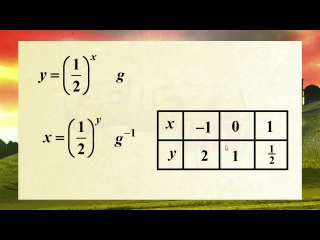 y = (1/2)^x g
x = (1/2)^y g^{-1}
x -1 0 1
y 2 1 1/2